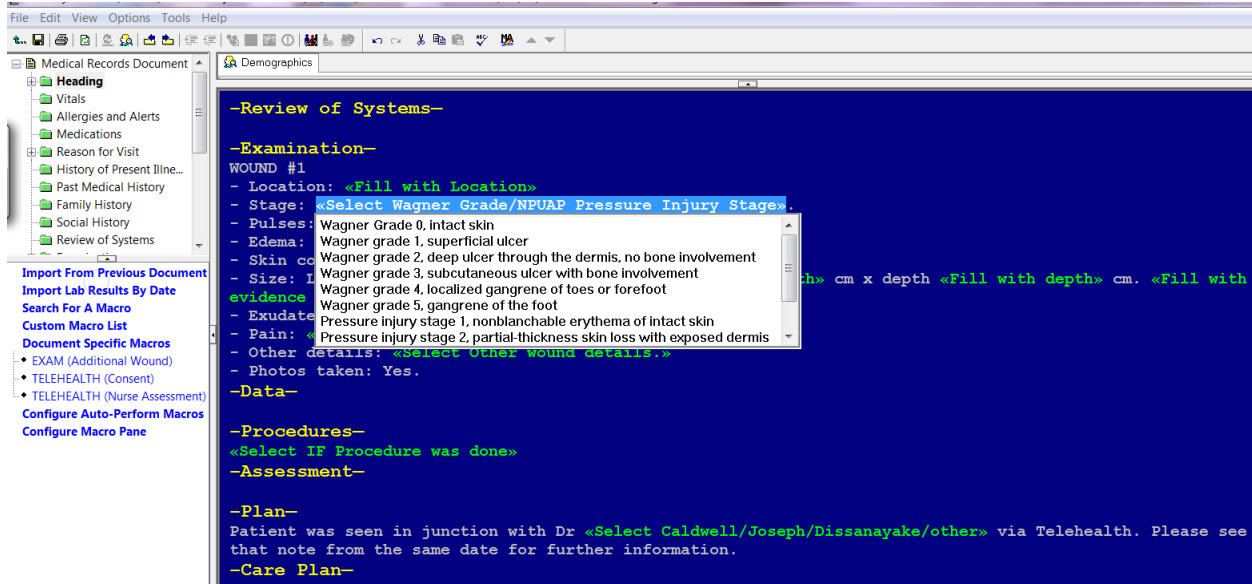 File Edit View Options Tools Help
Medical Records Document
Heading
Vitals
Allergies and Alerts
Medications
Reason for Visit
History of Present Illne...
Past Medical History
Family History
Social History
Review of Systems
Import From Previous Document
Import Lab Results By Date
Search For A Macro
Custom Macro List
Document Specific Macros
EXAM (Additional Wound)
TELEHEALTH (Consent)
TELEHEALTH (Nurse Assessment)
Configure Auto-Perform Macros
Configure Macro Pane
Demographics
—Review of Systems—
—Examination—
WOUND #1
- Location: «Fill with Location»
- Stage: «Select Wagner Grade/NPUAP Pressure Injury Stage».
Wagner Grade 0, intact skin
Wagner grade 1, superficial ulcer
Wagner grade 2, deep ulcer through the dermis, no bone involvement
Wagner grade 3, subcutaneous ulcer with bone involvement
Wagner grade 4, localized gangrene of toes or forefoot
Wagner grade 5, gangrene of the foot
Pressure injury stage 1, nonblanchable erythema of intact skin
Pressure injury stage 2, partial-thickness skin loss with exposed dermis
- Pulses:
- Edema:
- Skin co
- Size: cm x depth «Fill with depth» cm. «Fill with
evidence
- Exudate
- Pain: «
- Other details: «Select Other wound details.»
- Photos taken: Yes.
—Data—
—Procedures—
«Select IF Procedure was done»
—Assessment—
—Plan—
Patient was seen in junction with Dr «Select Caldwell/Joseph/Dissanayake/other» via Telehealth. Please see
that note from the same date for further information.
—Care Plan—